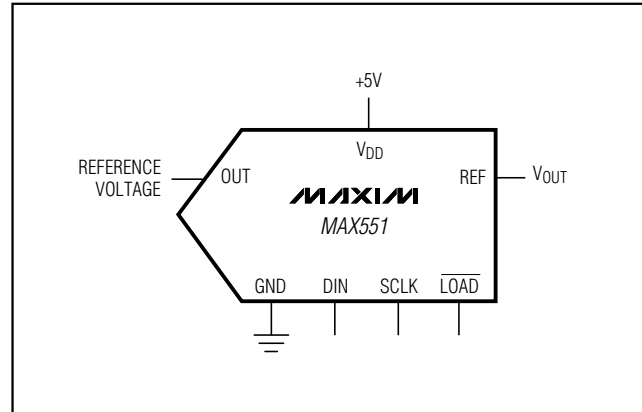 +5V
VDD
REFERENCE
VOLTAGE
OUT
REF
VOUT
MAXIM
MAX551
GND
DIN
SCLK
LOAD